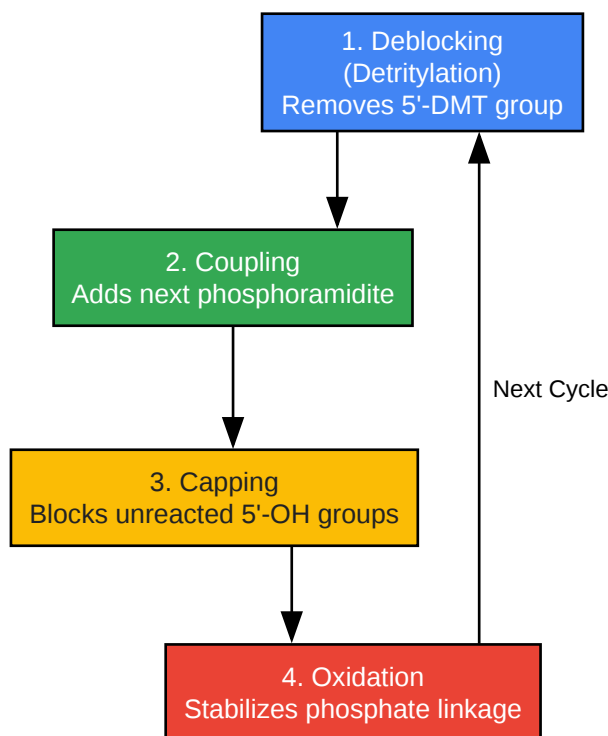 1. Deblocking
(Detritylation)
Removes 5'-DMT group
2. Coupling
Adds next phosphoramidite
Next Cycle
3. Capping
Blocks unreacted 5'-OH groups
4. Oxidation
Stabilizes phosphate linkage